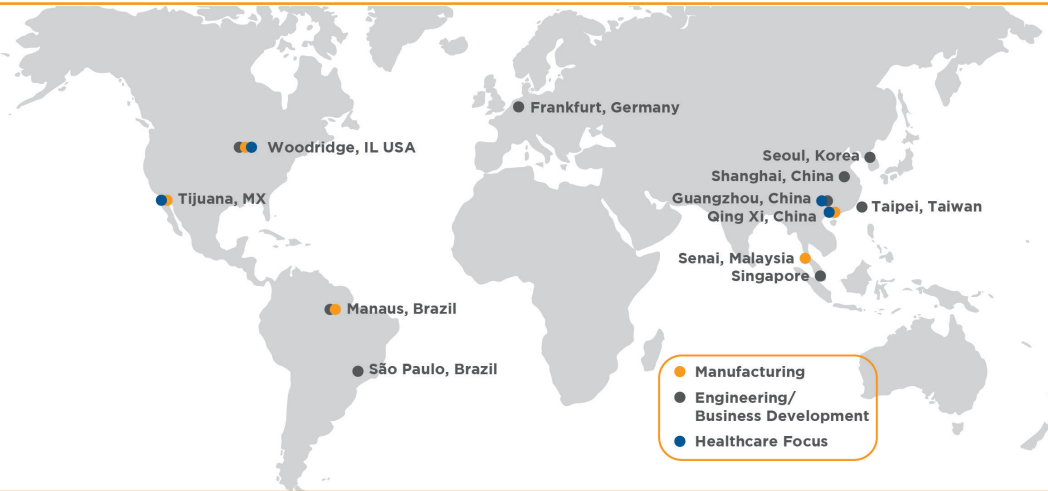 Frankfurt, Germany
Woodridge, IL USA
Seoul, Korea
Shanghai, China
Tijuana, MX
Guangzhou, China
Taipei, Taiwan
Qing Xi, China
Senai, Malaysia
Singapore
Manaus, Brazil
São Paulo, Brazil
Manufacturing
Engineering/
Business Development
Healthcare Focus